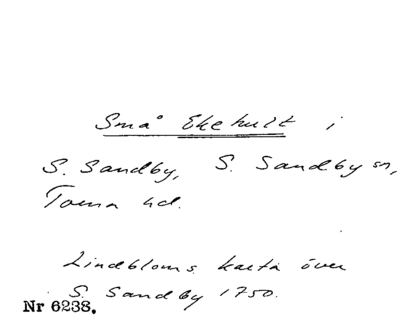 Små Ekehult i
S. Sandby, S. Sandby sn,
Torna hd.
Lindbloms karta över
S. Sandby 1750.
Nr 6238.